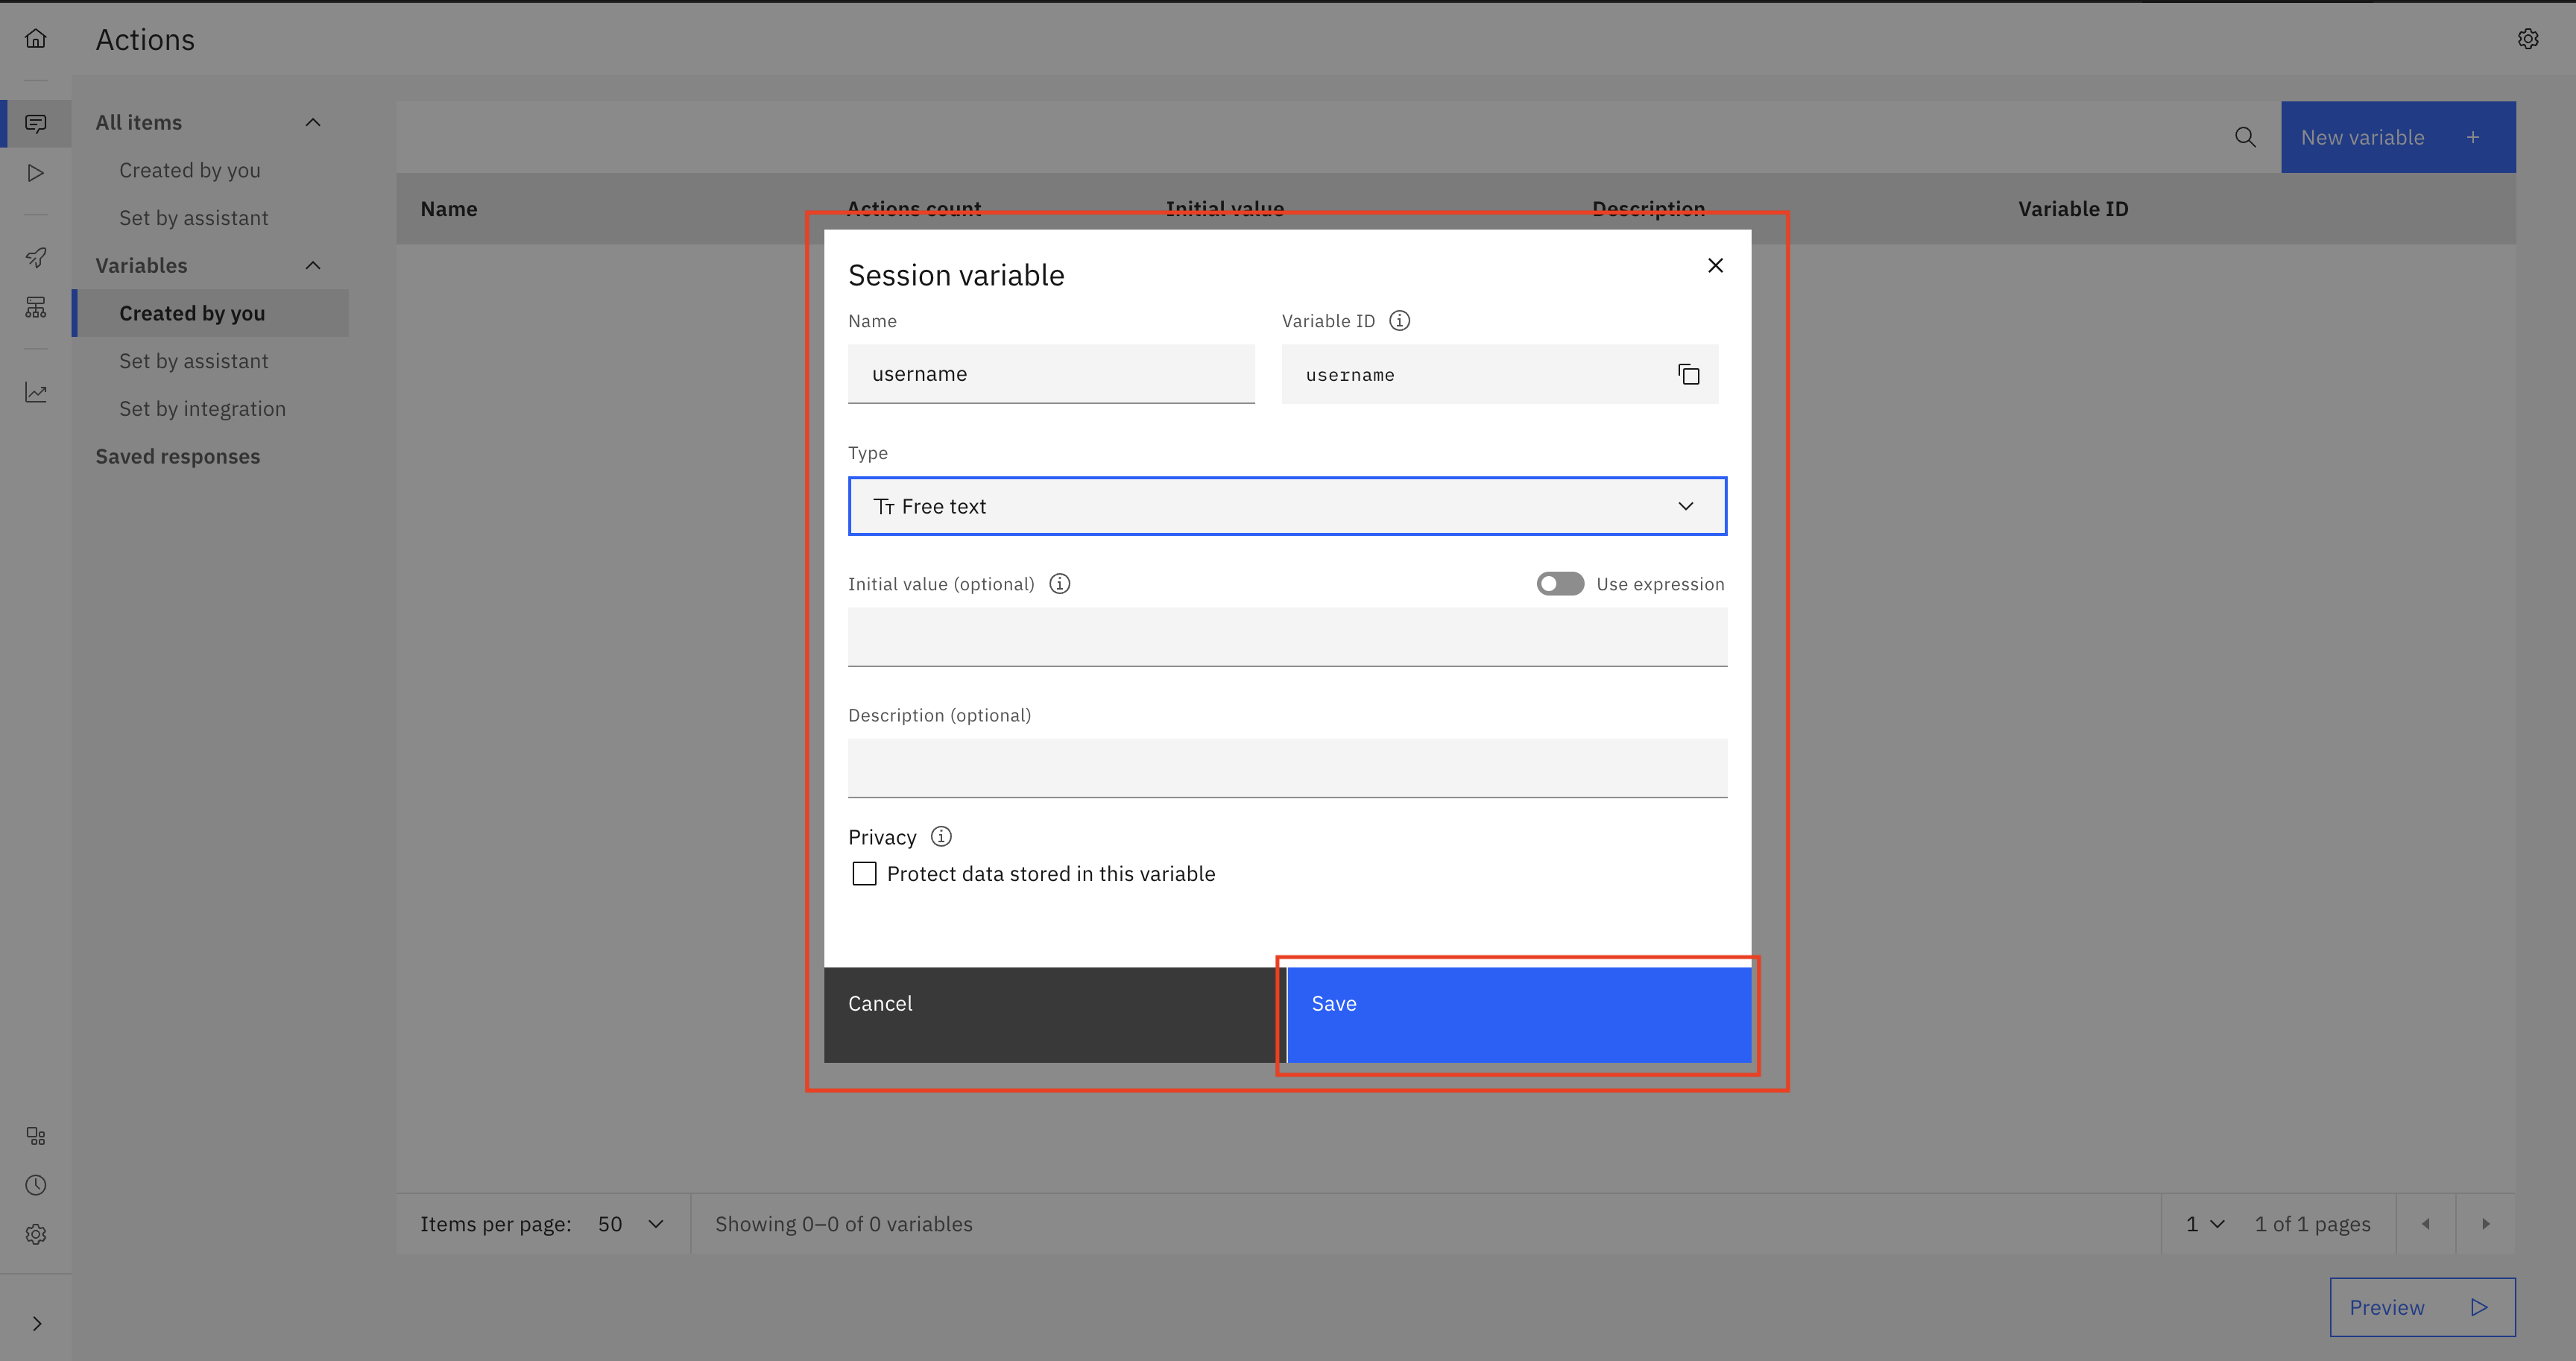 Actions
All items
Created by you
Set by assistant
Variables
Created by you
Set by assistant
Set by integration
Saved responses
New variable
Name Actions count Initial value Description Variable ID
Session variable
Name Variable ID
username username
Type
Free text
Initial value (optional) Use expression
Description (optional)
Privacy
Protect data stored in this variable
Cancel Save
Items per page: 50 Showing 0–0 of 0 variables 1 1 of 1 pages
Preview